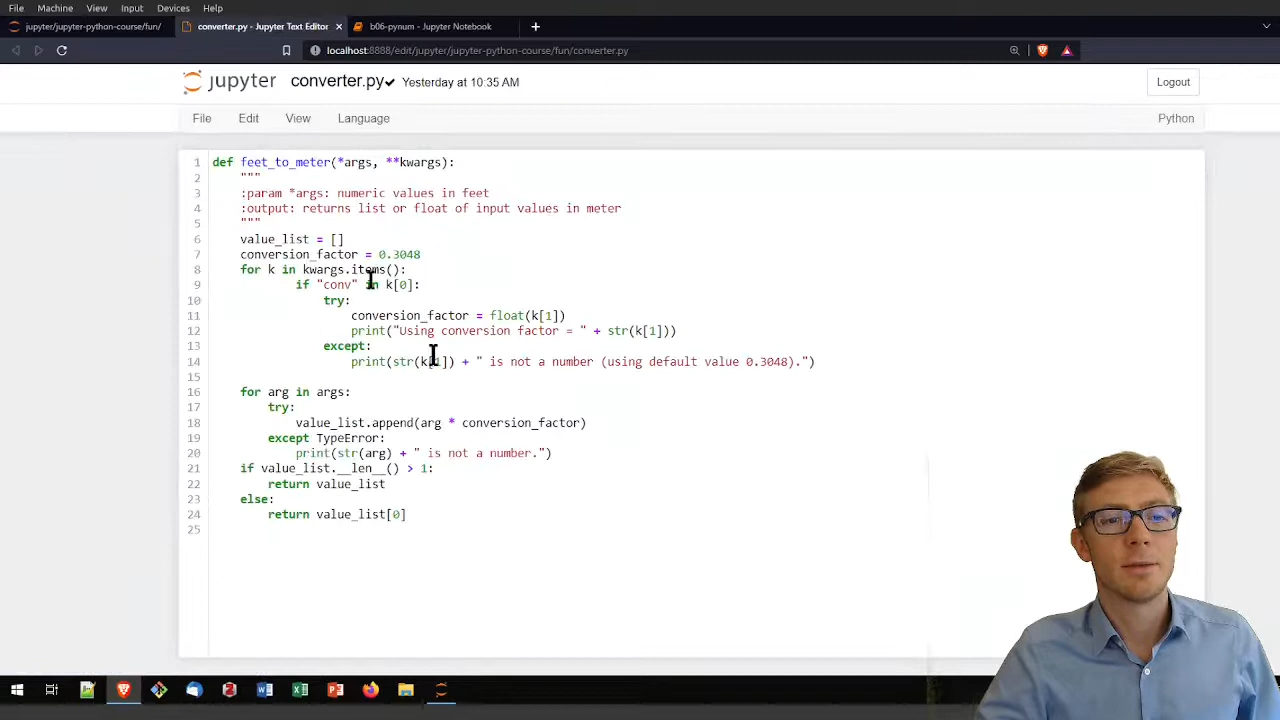 File Machine View Input Devices Help
jupyter/jupyter-python-course/fun/ converter.py - Jupyter Text Editor b06-pynum - Jupyter Notebook
localhost:8888/edit/jupyter/jupyter-python-course/fun/converter.py
jupyter converter.py Yesterday at 10:35 AM Logout
File Edit View Language Python
1 def feet_to_meter(*args, **kwargs):
2 """
3 :param *args: numeric values in feet
4 :output: returns list or float of input values in meter
5 """
6 value_list = []
7 conversion_factor = 0.3048
8 for k in kwargs.items():
9 if "conv" in k[0]:
10 try:
11 conversion_factor = float(k[1])
12 print("Using conversion factor = " + str(k[1]))
13 except:
14 print(str(k[1]) + " is not a number (using default value 0.3048).")
15
16 for arg in args:
17 try:
18 value_list.append(arg * conversion_factor)
19 except TypeError:
20 print(str(arg) + " is not a number.")
21 if value_list.__len__() > 1:
22 return value_list
23 else:
24 return value_list[0]
25